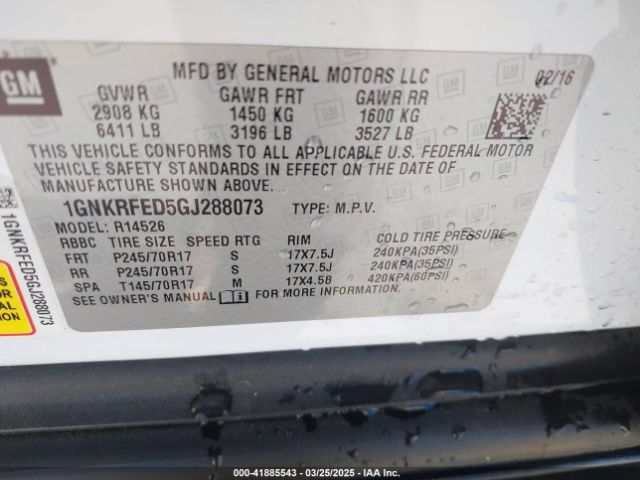 GM
MFD BY GENERAL MOTORS LLC 02/16
GVWR GAWR FRT GAWR RR
2908 KG 1450 KG 1600 KG
6411 LB 3196 LB 3527 LB
THIS VEHICLE CONFORMS TO ALL APPLICABLE U.S. FEDERAL MOTOR
VEHICLE SAFETY STANDARDS IN EFFECT ON THE DATE OF
MANUFACTURE SHOWN ABOVE.
1GNKRFED5GJ288073 TYPE: M.P.V.
MODEL: R14526
RBBC TIRE SIZE SPEED RTG RIM COLD TIRE PRESSURE
FRT P245/70R17 S 17X7.5J 240KPA(35PSI)
RR P245/70R17 S 17X7.5J 240KPA(35PSI)
SPA T145/70R17 M 17X4.5B 420KPA(60PSI)
SEE OWNER'S MANUAL FOR ADDITIONAL INFORMATION
1GNKRFED5GJ288073
000-41885543 / 03/25/2025 - IAA Inc.